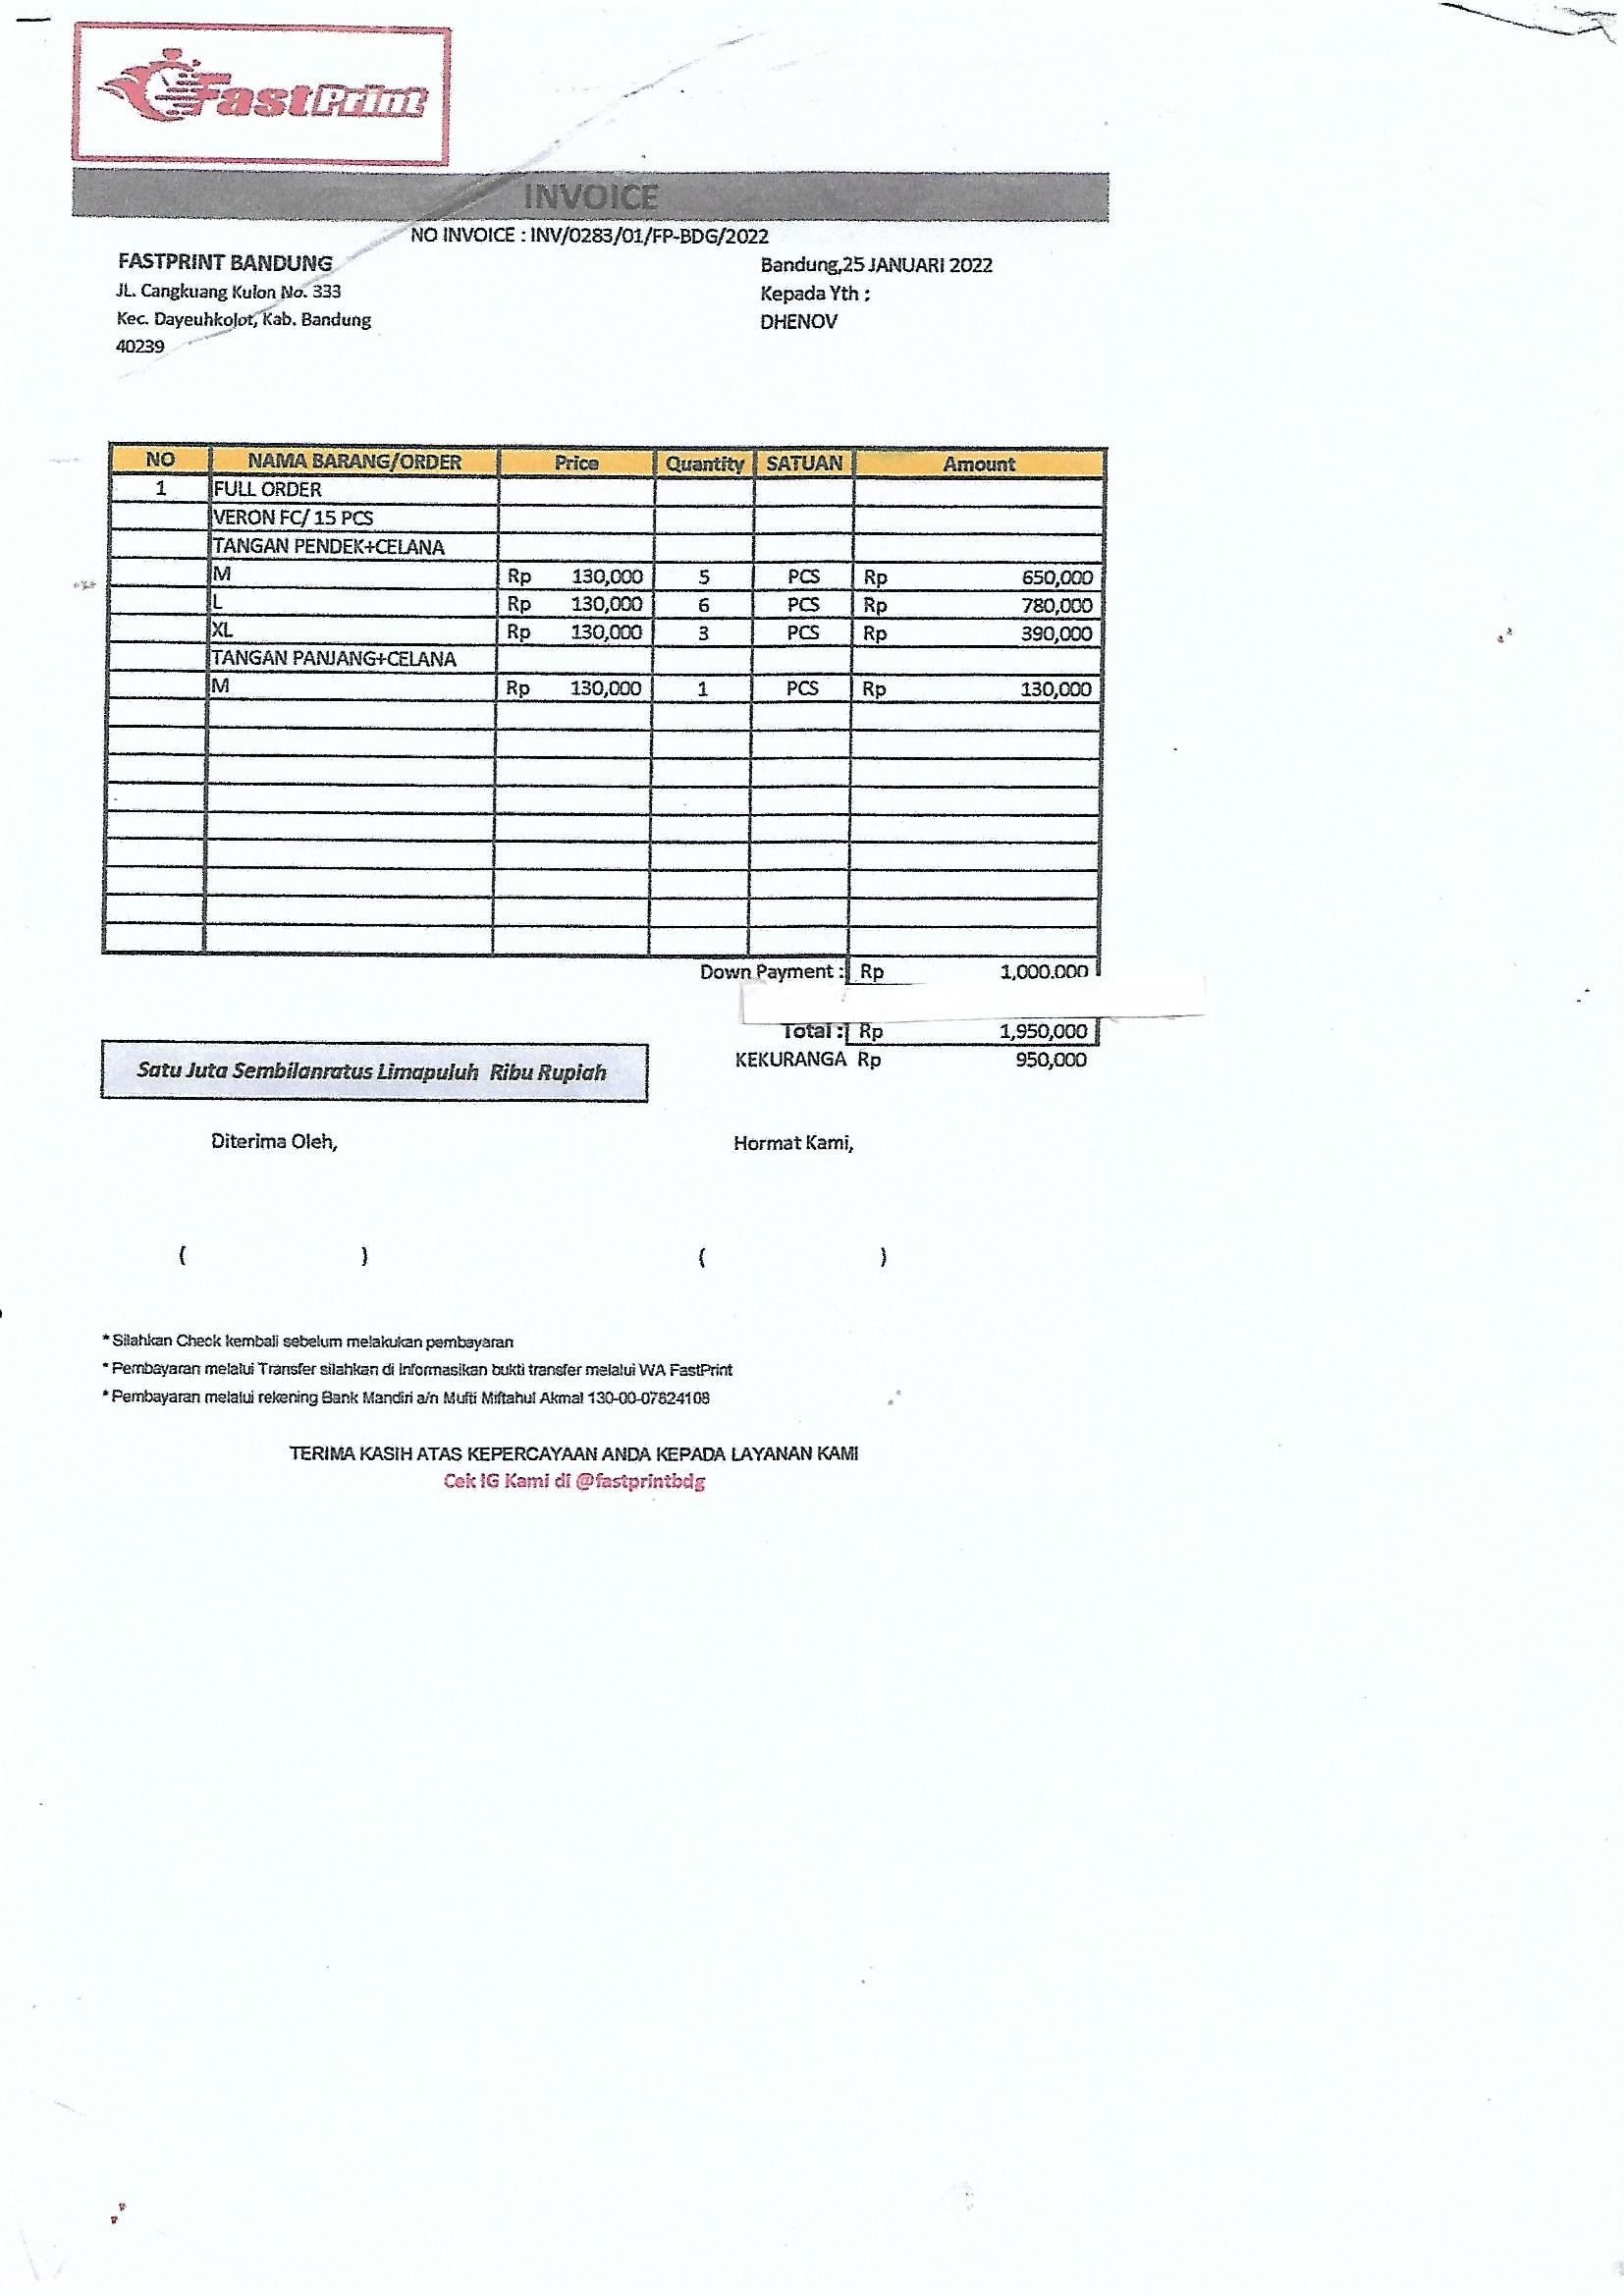 FastPrint
INVOICE
NO INVOICE : INV/0283/01/FP-BDG/2022
FASTPRINT BANDUNG
JL. Cangkuang Kulon No. 333
Kec. Dayeuhkolot, Kab. Bandung
40239
Bandung,25 JANUARI 2022
Kepada Yth :
DHENOV
NO NAMA BARANG/ORDER Price Quantity SATUAN Amount
1 FULL ORDER
VERON FC/ 15 PCS
TANGAN PENDEK+CELANA
M Rp 130,000 5 PCS Rp 650,000
L Rp 130,000 6 PCS Rp 780,000
XL Rp 130,000 3 PCS Rp 390,000
TANGAN PANJANG+CELANA
M Rp 130,000 1 PCS Rp 130,000
Down Payment : Rp 1,000.000
Total : Rp 1,950,000
KEKURANGA Rp 950,000
Satu Juta Sembilanratus Limapuluh Ribu Rupiah
Diterima Oleh, Hormat Kami,
( ) ( )
* Silahkan Check kembali sebelum melakukan pembayaran
* Pembayaran melalui Transfer silahkan di informasikan bukti transfer melalui WA FastPrint
* Pembayaran melalui rekening Bank Mandiri a/n Mufti Miftahul Akmal 130-00-07824108
TERIMA KASIH ATAS KEPERCAYAAN ANDA KEPADA LAYANAN KAMI
Cek IG Kami di @fastprintbdg